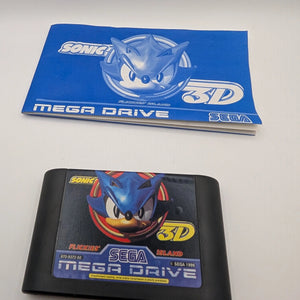 SONIC
3D
FLICKIES' ISLAND
MEGA DRIVE
SEGA
SONIC
3D
FLICKIES' ISLAND
SEGA
© SEGA 1996
MEGA DRIVE